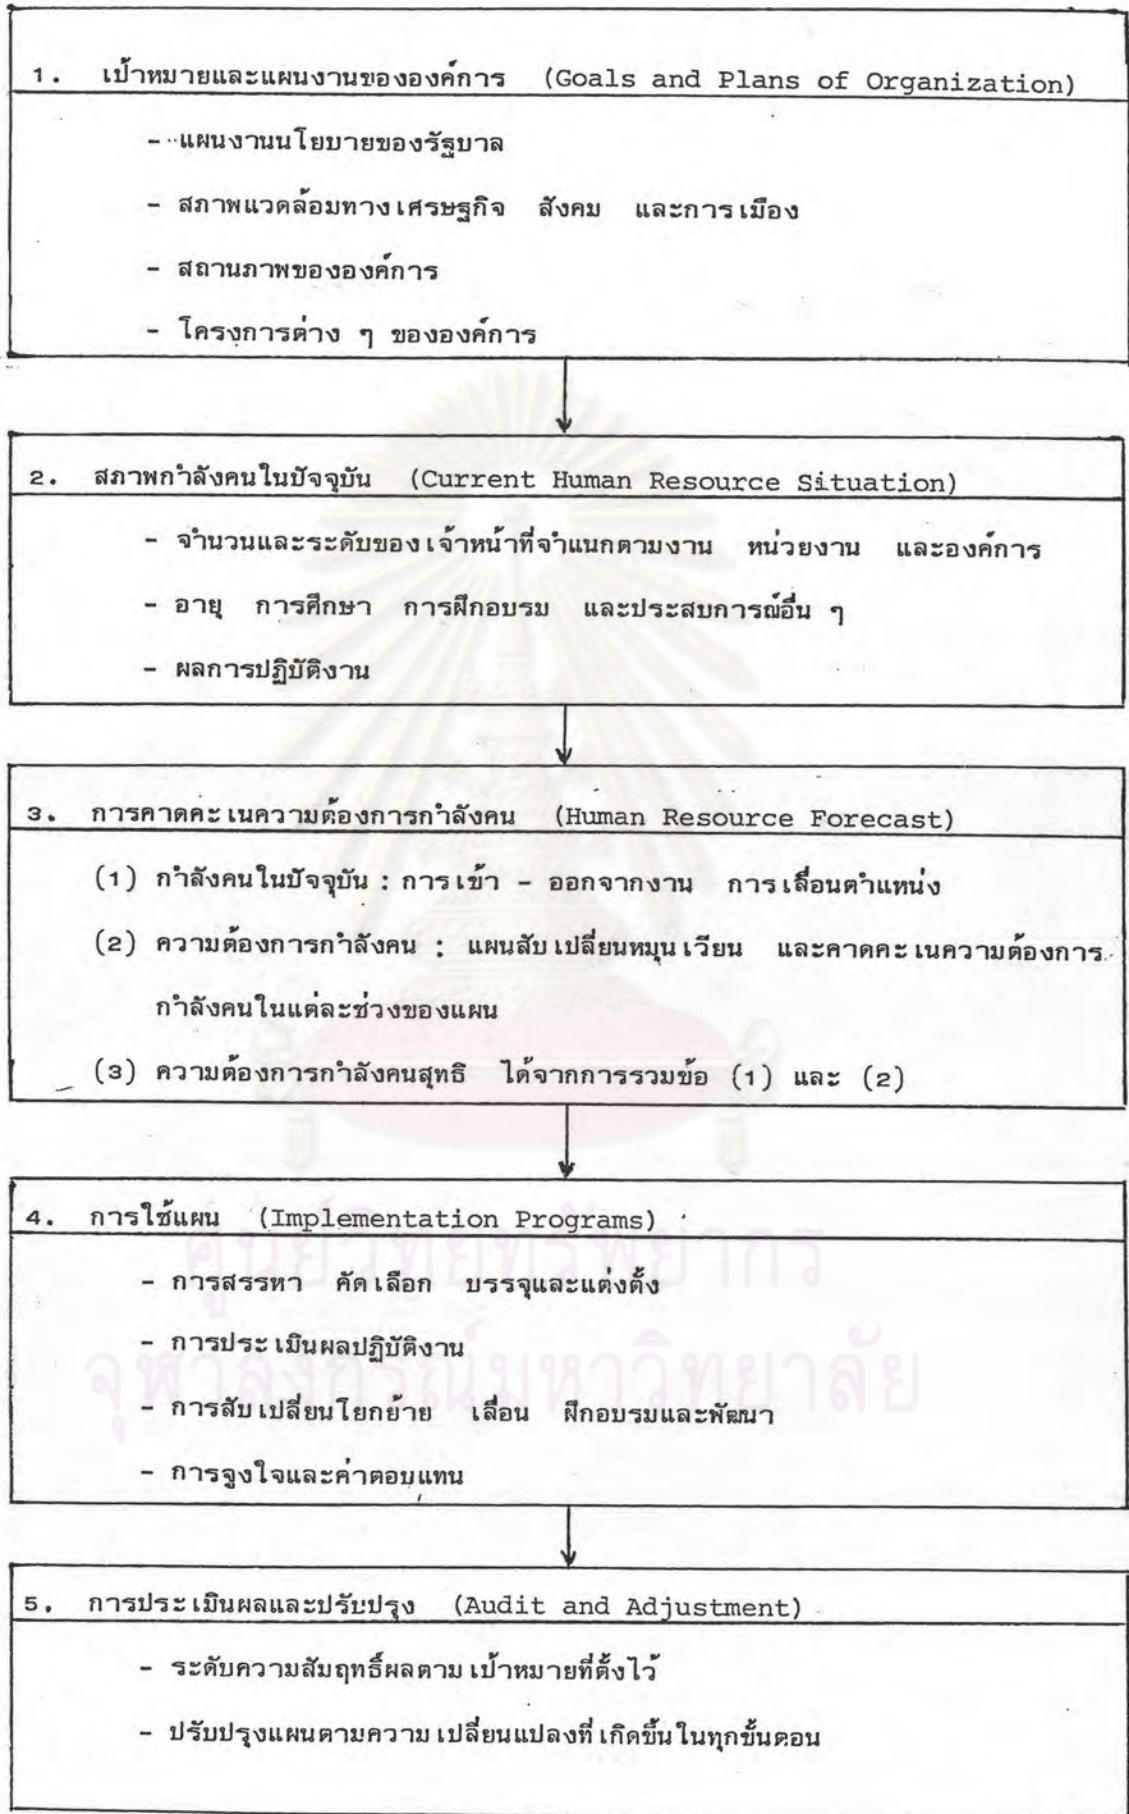 1. เป้าหมายและแผนงานขององค์การ (Goals and Plans of Organization)
- แผนงานนโยบายของรัฐบาล
- สภาพแวดล้อมทางเศรษฐกิจ สังคม และการเมือง
- สถานภาพขององค์การ
- โครงการต่าง ๆ ขององค์การ
2. สภาพกำลังคนในปัจจุบัน (Current Human Resource Situation)
- จำนวนและระดับของเจ้าหน้าที่จำแนกตามงาน หน่วยงาน และองค์การ
- อายุ การศึกษา การฝึกอบรม และประสบการณ์อื่น ๆ
- ผลการปฏิบัติงาน
3. การคาดคะเนความต้องการกำลังคน (Human Resource Forecast)
(1) กำลังคนในปัจจุบัน : การเข้า - ออกจากงาน การเลื่อนตำแหน่ง
(2) ความต้องการกำลังคน : แผนสับเปลี่ยนหมุนเวียน และคาดคะเนความต้องการ
กำลังคนในแต่ละช่วงของแผน
(3) ความต้องการกำลังคนสุทธิ ได้จากการรวมข้อ (1) และ (2)
4. การใช้แผน (Implementation Programs)
- การสรรหา คัดเลือก บรรจุและแต่งตั้ง
- การประเมินผลปฏิบัติงาน
- การสับเปลี่ยนโยกย้าย เลื่อน ฝึกอบรมและพัฒนา
- การจูงใจและค่าตอบแทน
ศูนย์วิทยทรัพยากร
จุฬาลงกรณ์มหาวิทยาลัย
5. การประเมินผลและปรับปรุง (Audit and Adjustment)
- ระดับความสัมฤทธิ์ผลตามเป้าหมายที่ตั้งไว้
- ปรับปรุงแผนตามความเปลี่ยนแปลงที่เกิดขึ้นในทุกขั้นตอน